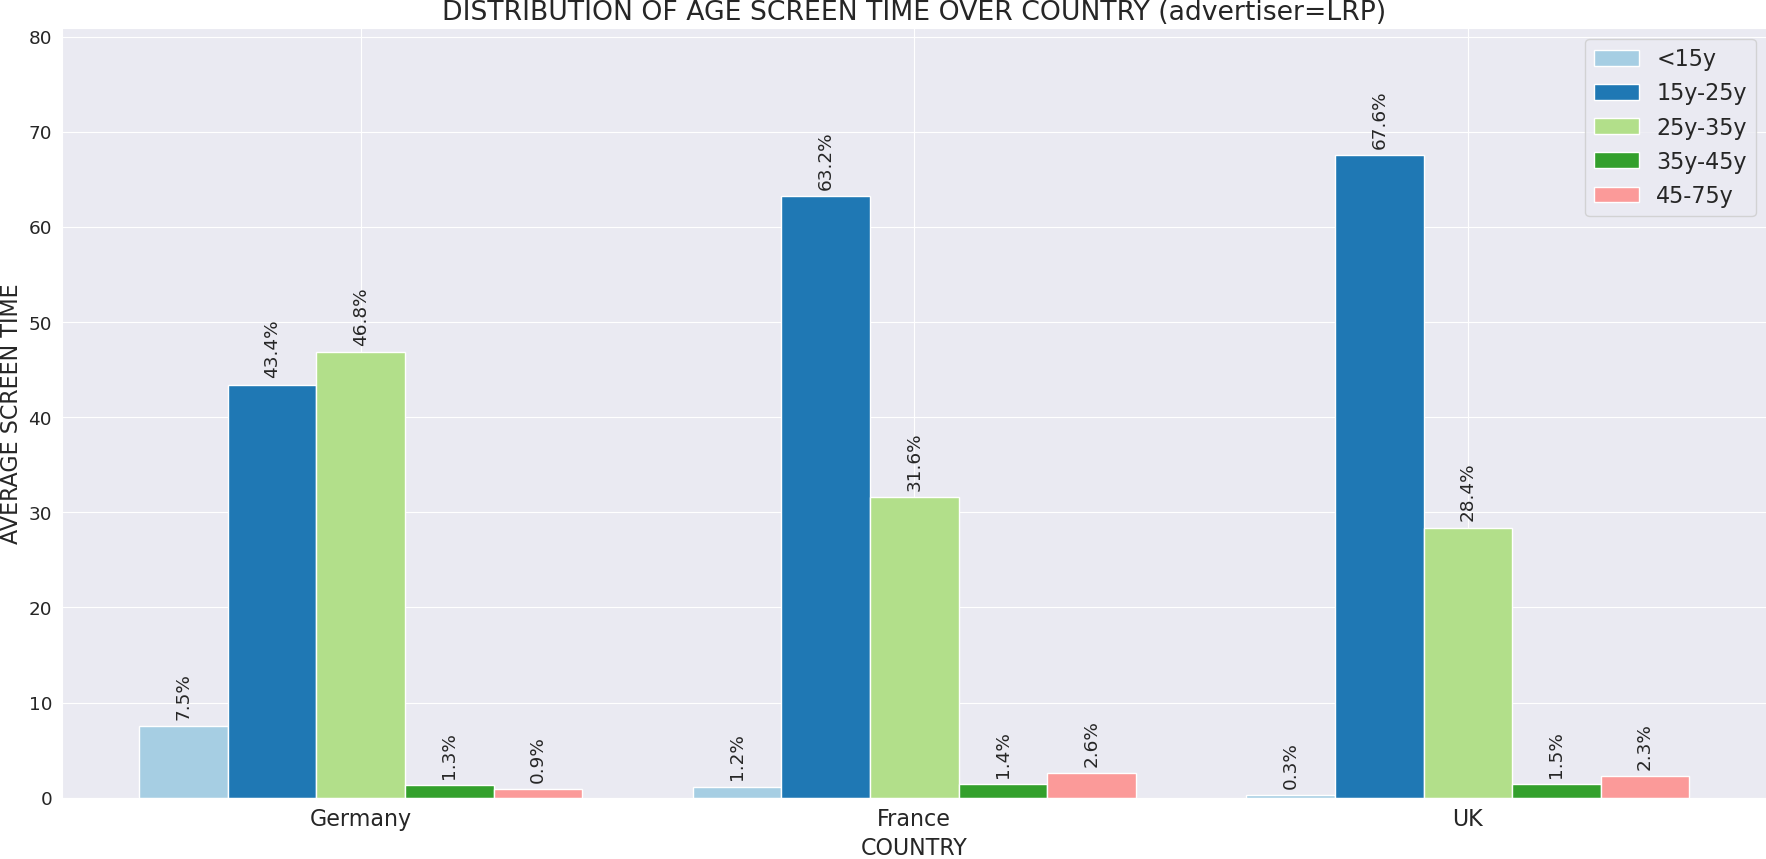 DISTRIBUTION OF AGE SCREEN TIME OVER COUNTRY (advertiser=LRP)
80
70
60
50
40
30
20
10
0
AVERAGE SCREEN TIME
<15y
15y-25y
25y-35y
35y-45y
45-75y
7.5%
43.4%
46.8%
1.3%
0.9%
1.2%
63.2%
31.6%
1.4%
2.6%
0.3%
67.6%
28.4%
1.5%
2.3%
Germany
France
UK
COUNTRY